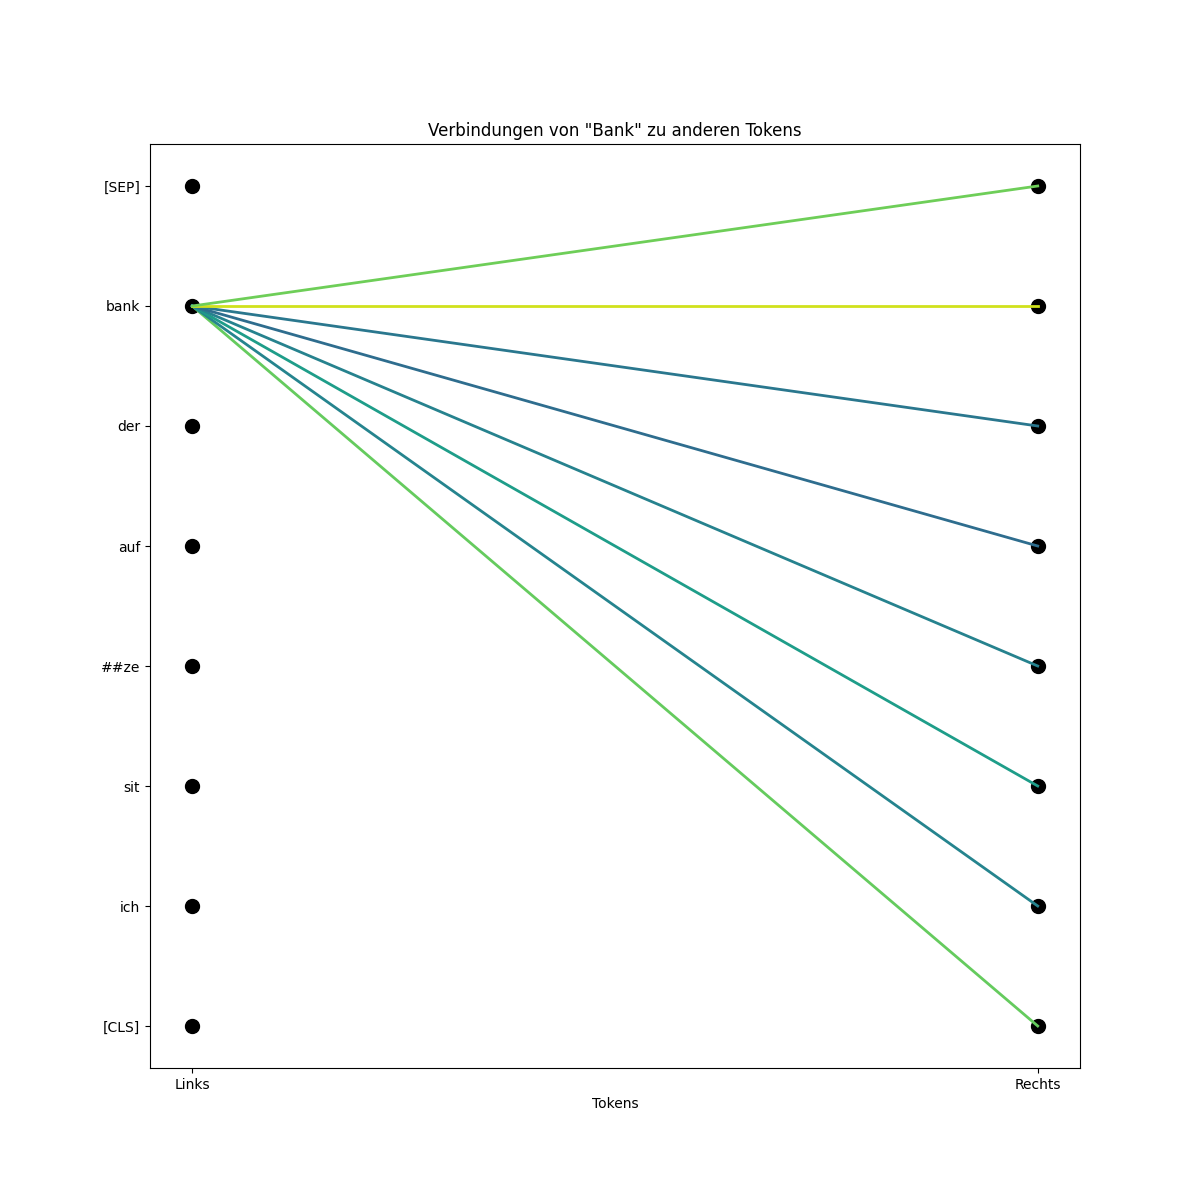 Verbindungen von "Bank" zu anderen Tokens
[SEP]
bank
der
auf
##ze
sit
ich
[CLS]
Links Rechts
Tokens